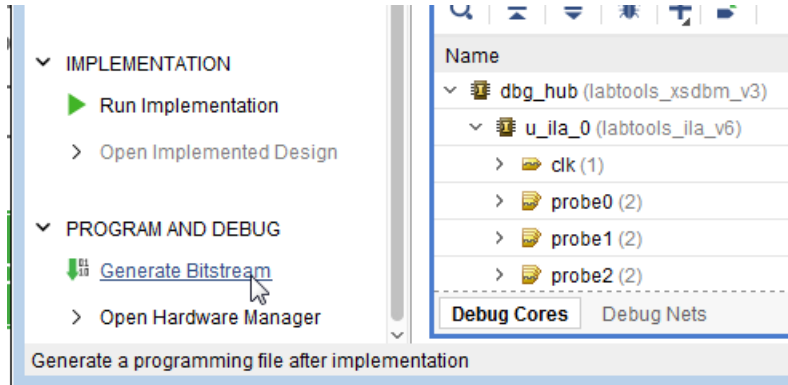 IMPLEMENTATION
Run Implementation
Open Implemented Design
PROGRAM AND DEBUG
Generate Bitstream
Open Hardware Manager
Name
dbg_hub (labtools_xsdbm_v3)
u_ila_0 (labtools_ila_v6)
clk (1)
probe0 (2)
probe1 (2)
probe2 (2)
Debug Cores Debug Nets
Generate a programming file after implementation